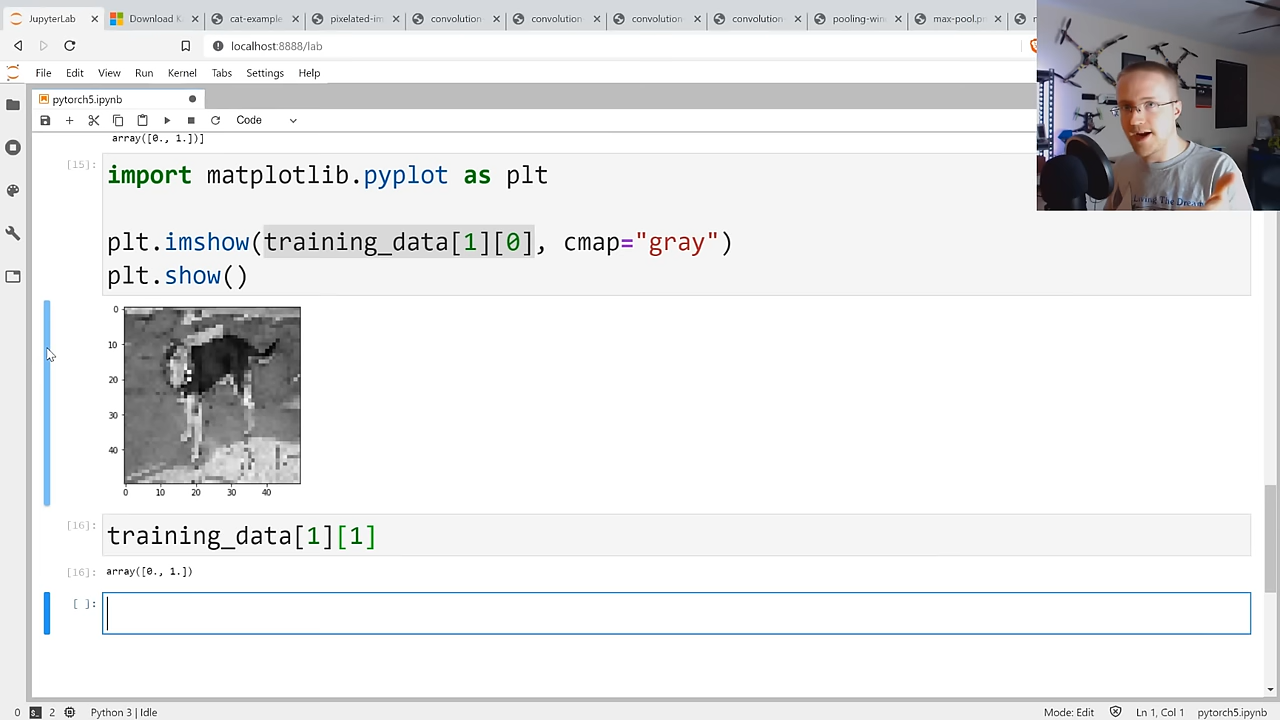 JupyterLab
Download K
cat-example
pixelated-im
convolution
convolution
convolution
convolution
pooling-win
max-pool.p
localhost:8888/lab
File Edit View Run Kernel Tabs Settings Help
pytorch5.ipynb
Code
array([0., 1.])]
[15]:
import matplotlib.pyplot as plt
plt.imshow(training_data[1][0], cmap="gray")
plt.show()
0
10
20
30
40
0 10 20 30 40
[16]: training_data[1][1]
[16]: array([0., 1.])
[ ]:
Living The Dream
0 2 Python 3 | Idle Mode: Edit Ln 1, Col 1 pytorch5.ipynb